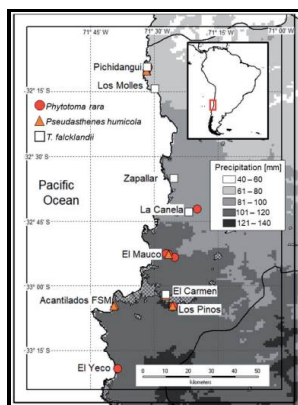 71° 45'W
71° 30'W
71° 15'W
Pichidangui
Los Molles
32° 15'S
Phytotoma rara
Pseudasthenes humicola
T. falcklandii
32° 30'S
Zapallar
Precipitation [mm]
40 – 60
61 – 80
81 – 100
101 – 120
121 – 140
Pacific
Ocean
La Canela
32° 45'S
El Mauco
33° 00'S
El Carmen
Acantilados FSM
Los Pinos
33° 15'S
El Yeco
0 10 20 30 40 50
kilometers